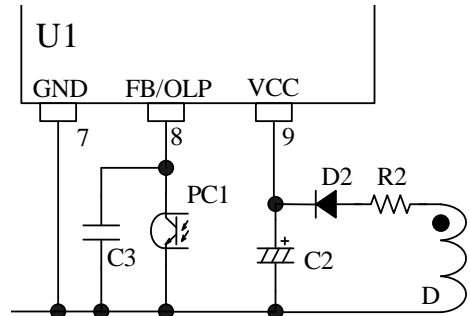 U1
GND FB/OLP VCC
7 8 9
D2 R2
PC1
C3 C2
D